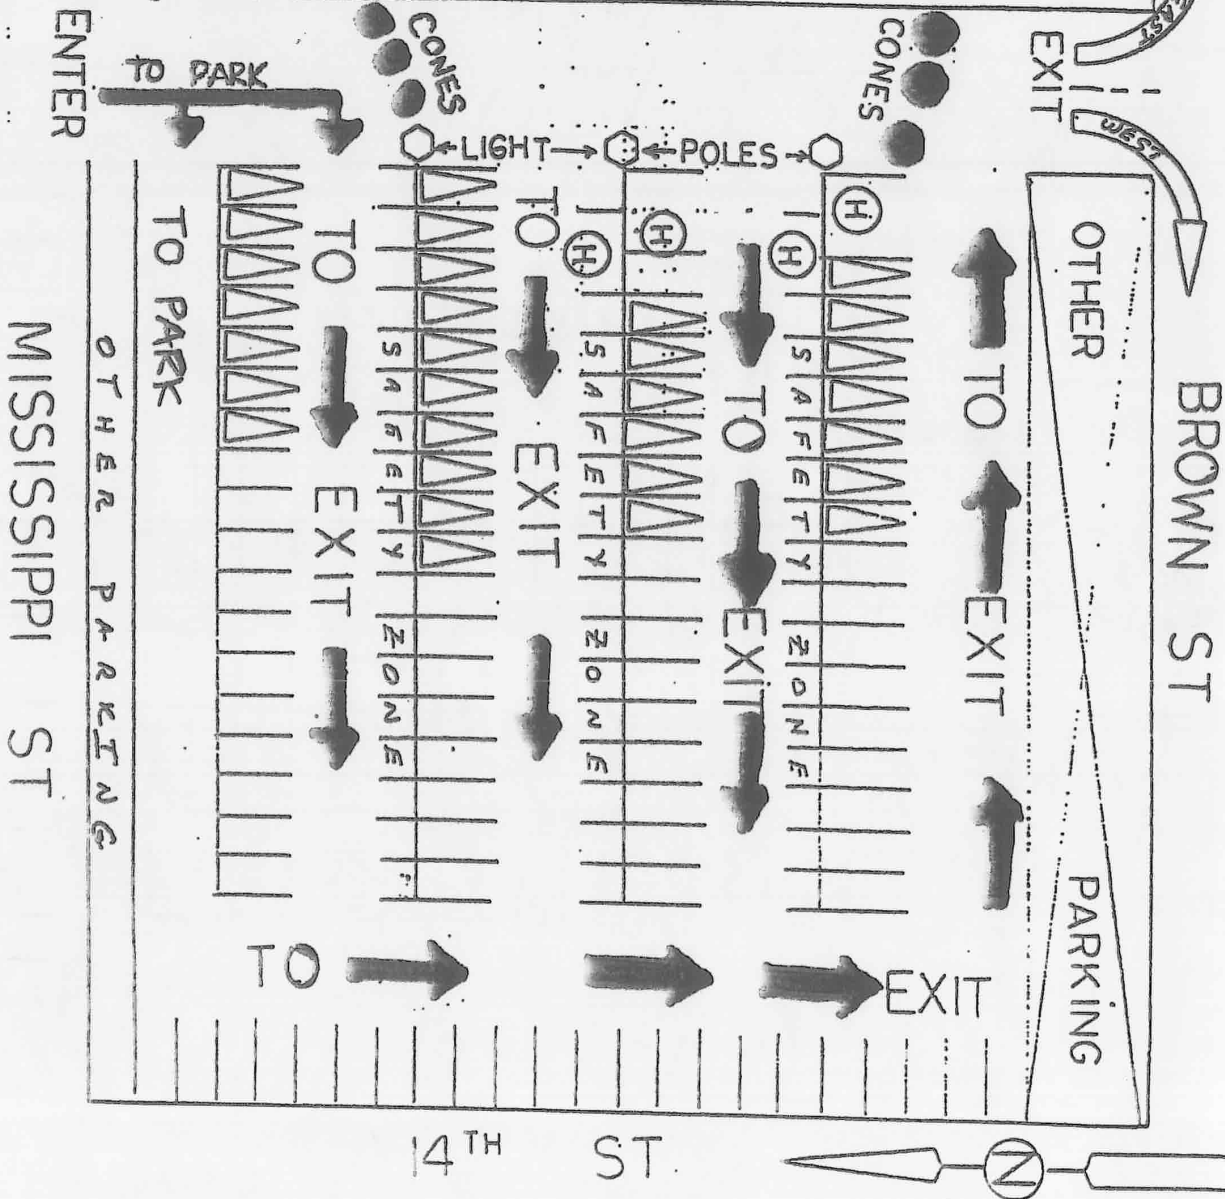 EAST
WEST
EXIT
CONES
CONES
ENTER
TO PARK
LIGHT
POLES
H
H
H
H
TO PARK
TO EXIT
TO EXIT
TO EXIT
TO EXIT
SAFETY ZONE
SAFETY ZONE
SAFETY ZONE
OTHER PARKING
OTHER PARKING
BROWN ST
MISSISSIPPI ST
TO EXIT
14TH ST.
N